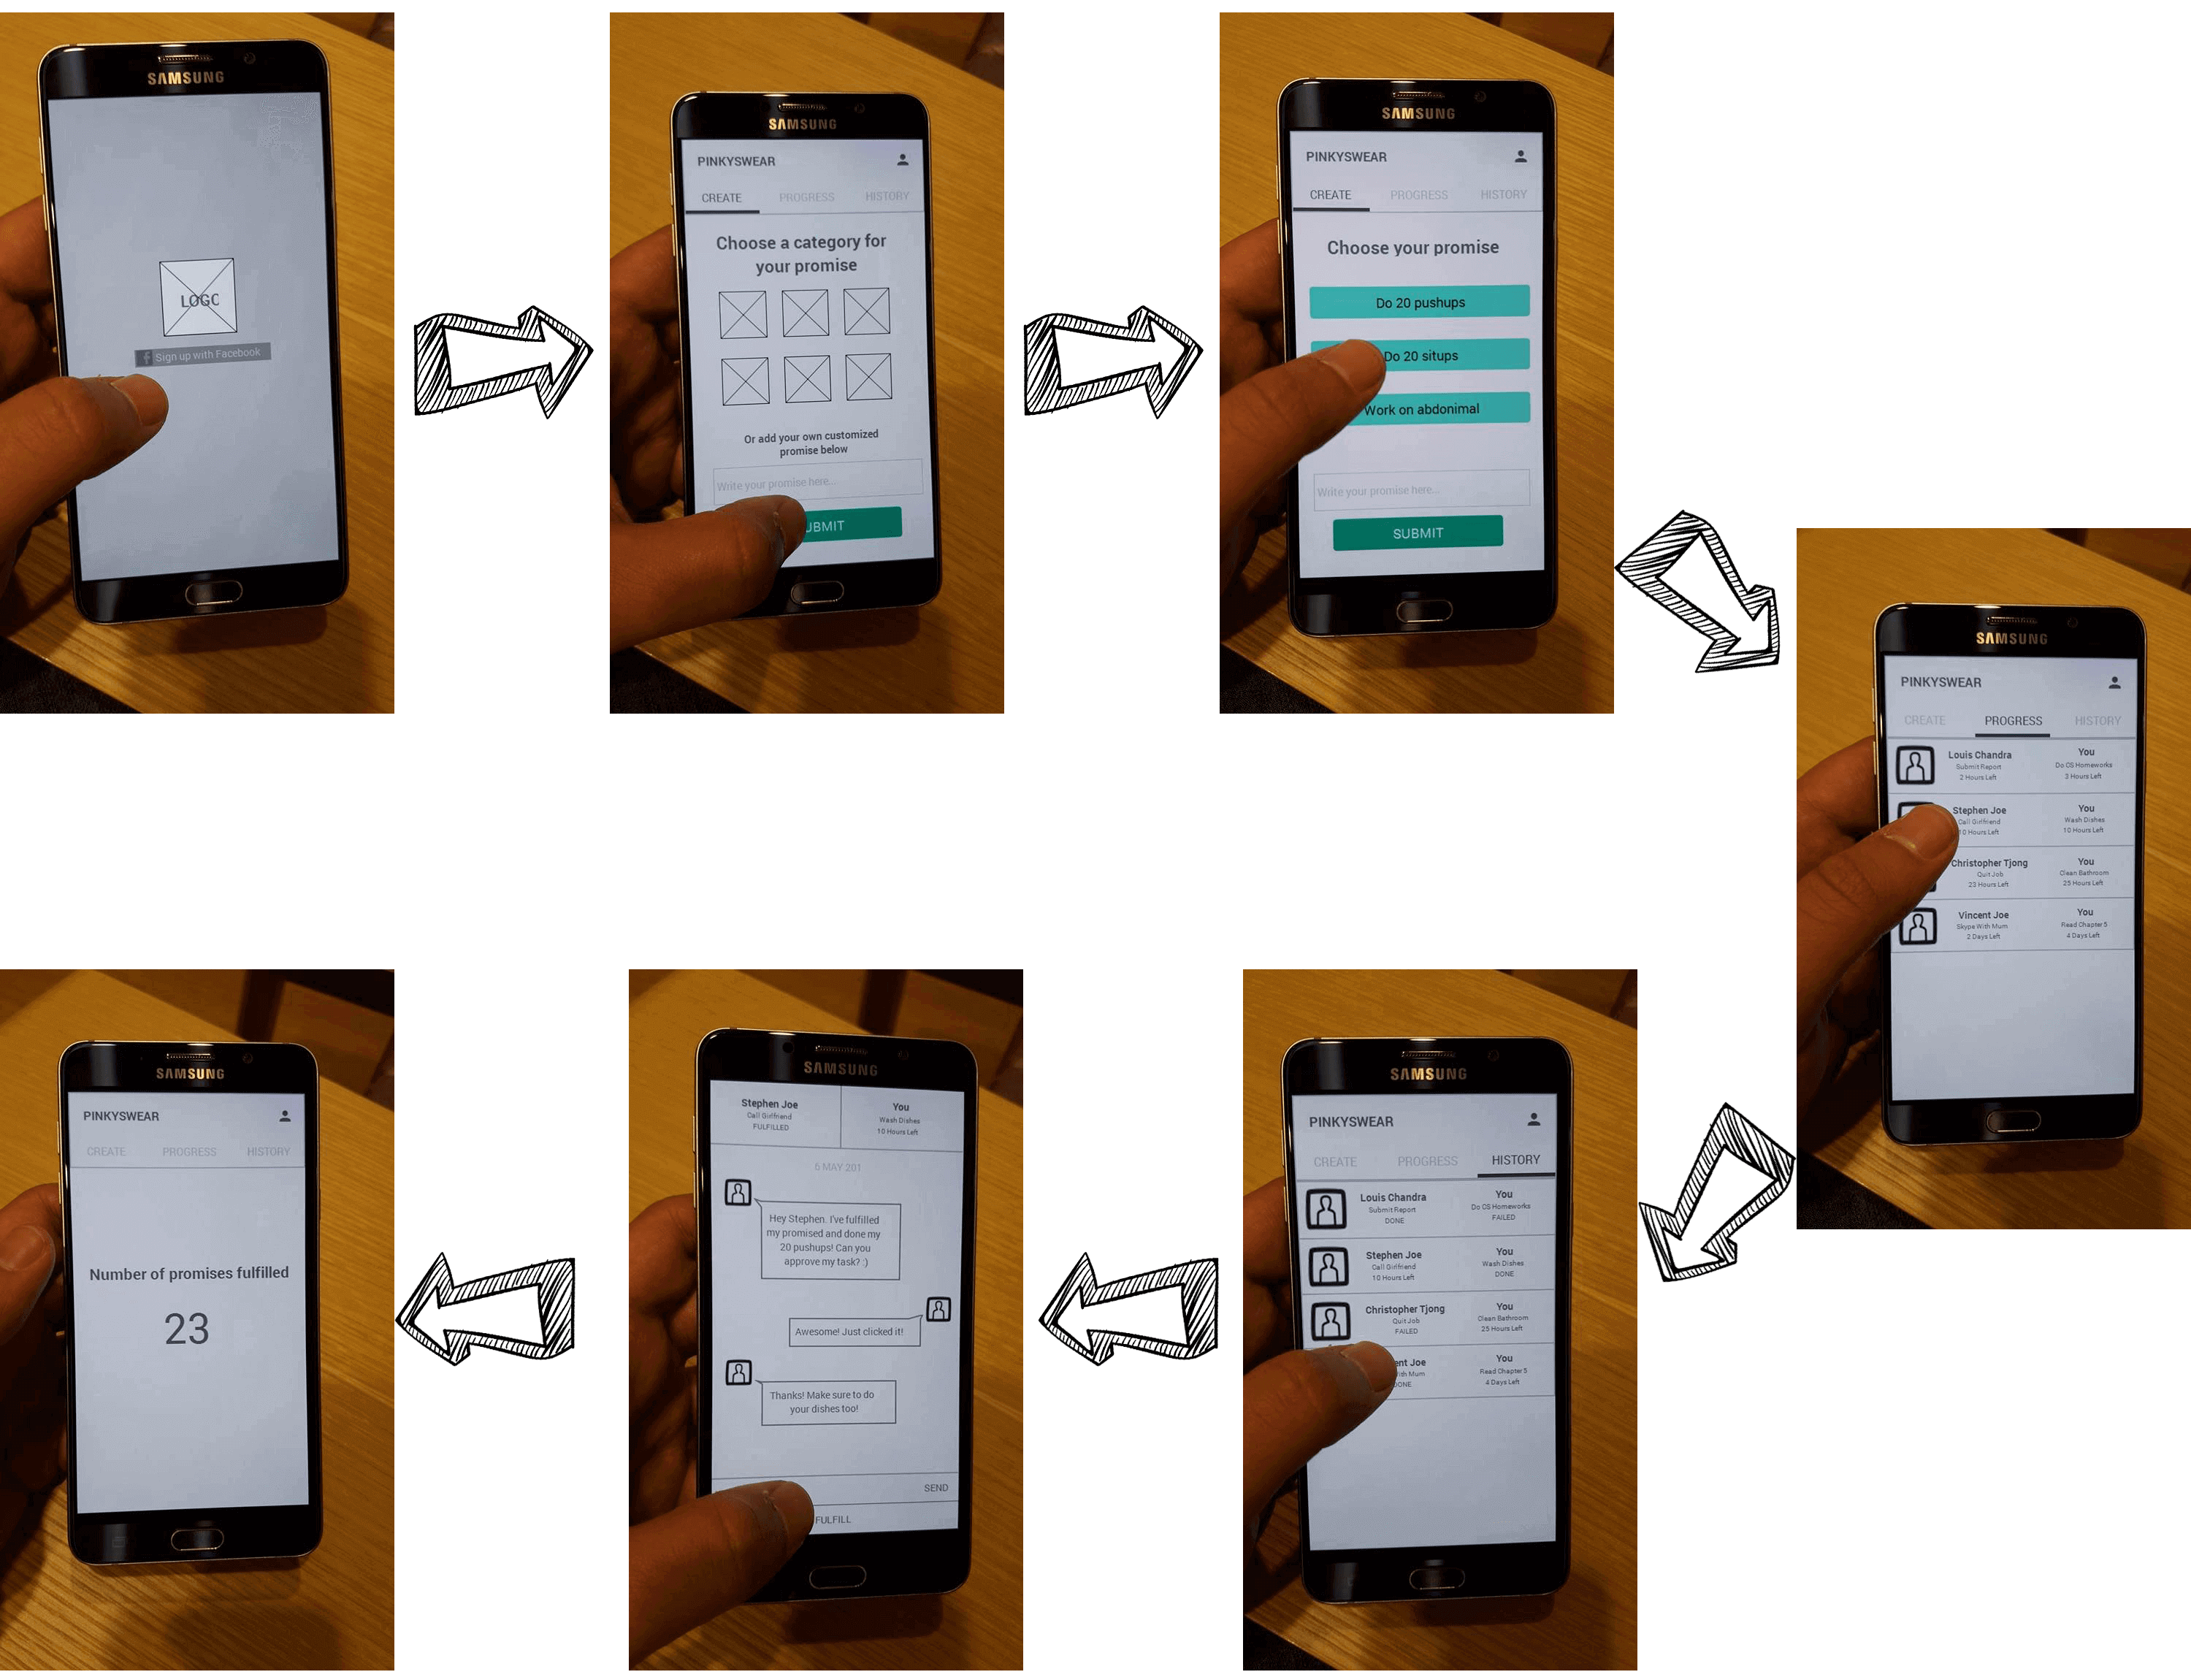 SAMSUNG
LOGO
Sign up with Facebook
SAMSUNG
PINKYSWEAR
CREATE PROGRESS HISTORY
Choose a category for
your promise
Or add your own customized
promise below
Write your promise here...
UBMIT
SAMSUNG
PINKYSWEAR
CREATE PROGRESS HISTORY
Choose your promise
Do 20 pushups
Do 20 situps
Work on abdonimal
Write your promise here...
SUBMIT
SAMSUNG
PINKYSWEAR
CREATE PROGRESS HISTORY
Louis Chandra You
Submit Report Do CS Homeworks
2 Hours Left 3 Hours Left
Stephen Joe You
Call Girlfriend Wash Dishes
10 Hours Left 10 Hours Left
Christopher Tjong You
Quit Job Clean Bathroom
23 Hours Left 25 Hours Left
Vincent Joe You
Skype With Mum Read Chapter 5
2 Days Left 4 Days Left
SAMSUNG
PINKYSWEAR
CREATE PROGRESS HISTORY
Louis Chandra You
Submit Report Do CS Homeworks
DONE FAILED
Stephen Joe You
Call Girlfriend Wash Dishes
10 Hours Left DONE
Christopher Tjong You
Quit Job Clean Bathroom
FAILED 25 Hours Left
ent Joe You
ith Mum Read Chapter 5
DONE 4 Days Left
SAMSUNG
Stephen Joe You
Call Girlfriend Wash Dishes
FULFILLED 10 Hours Left
6 MAY 201
Hey Stephen. I've fulfilled
my promised and done my
20 pushups! Can you
approve my task? :)
Awesome! Just clicked it!
Thanks! Make sure to do
your dishes too!
SEND
FULFILL
SAMSUNG
PINKYSWEAR
CREATE PROGRESS HISTORY
Number of promises fulfilled
23